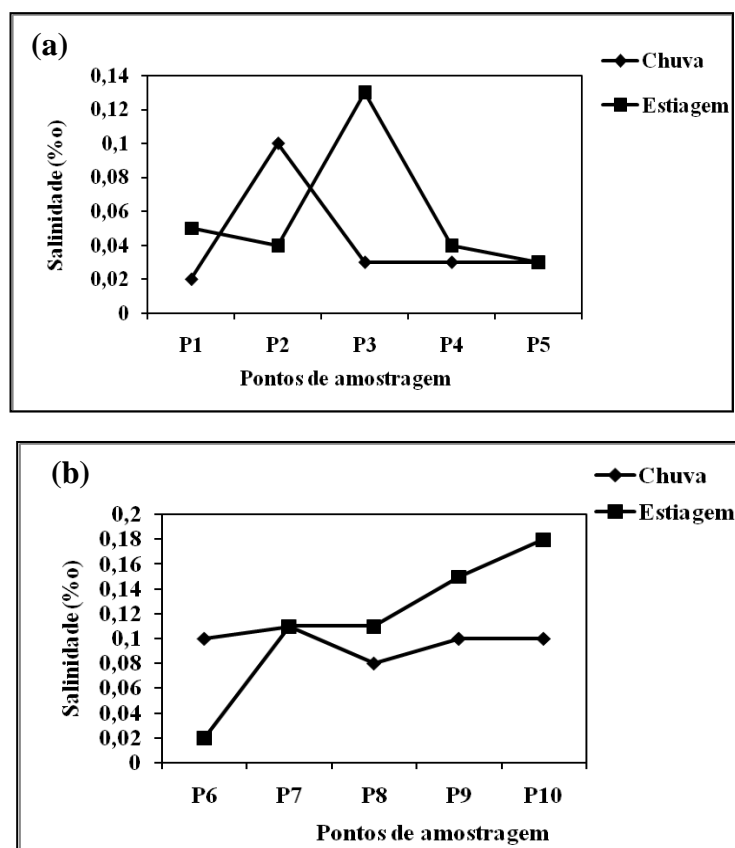 (a)
Chuva
Estiagem
Salinidade (‰)
0,14
0,12
0,1
0,08
0,06
0,04
0,02
0
P1 P2 P3 P4 P5
Pontos de amostragem
(b)
Chuva
Estiagem
Salinidade (‰)
0,2
0,18
0,16
0,14
0,12
0,1
0,08
0,06
0,04
0,02
0
P6 P7 P8 P9 P10
Pontos de amostragem